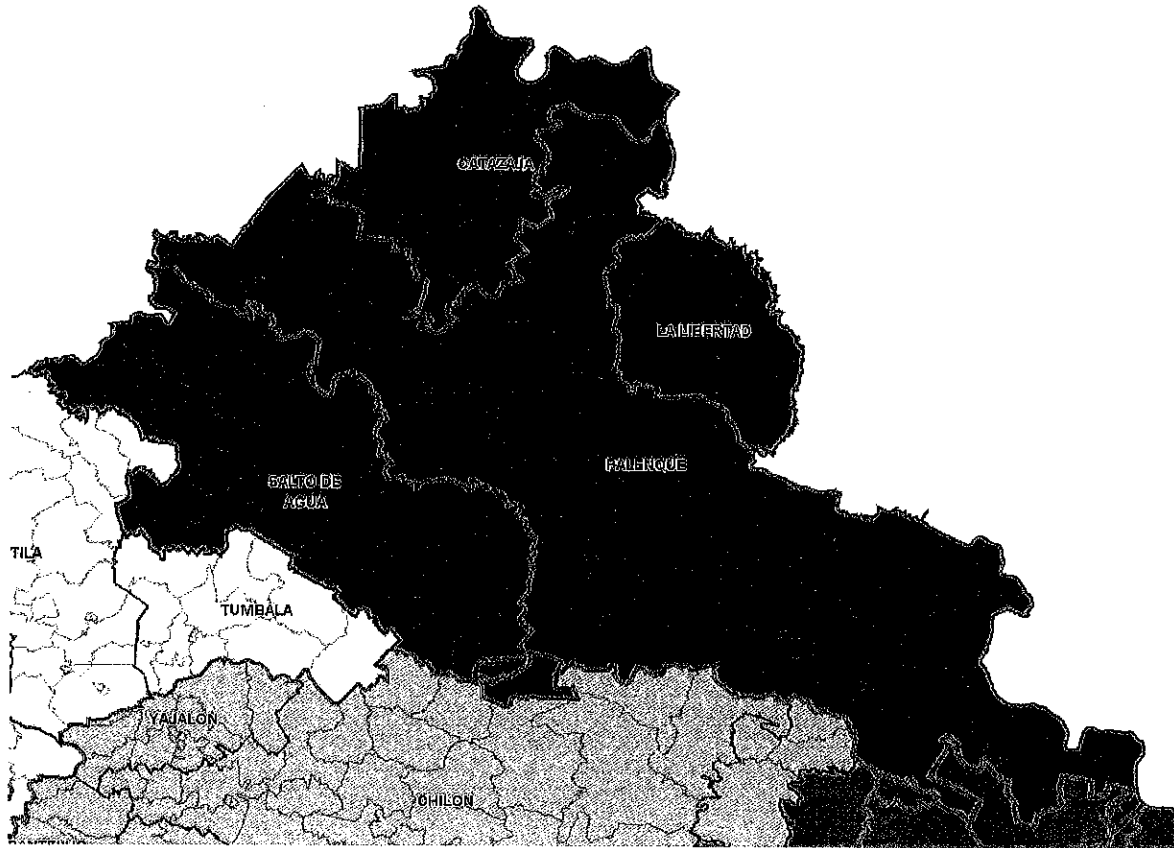 CATAZAJA
LA LIBERTAD
PALENQUE
SALTO DE
AGUA
TILA
TUMBALA
YAJALON
CHILON